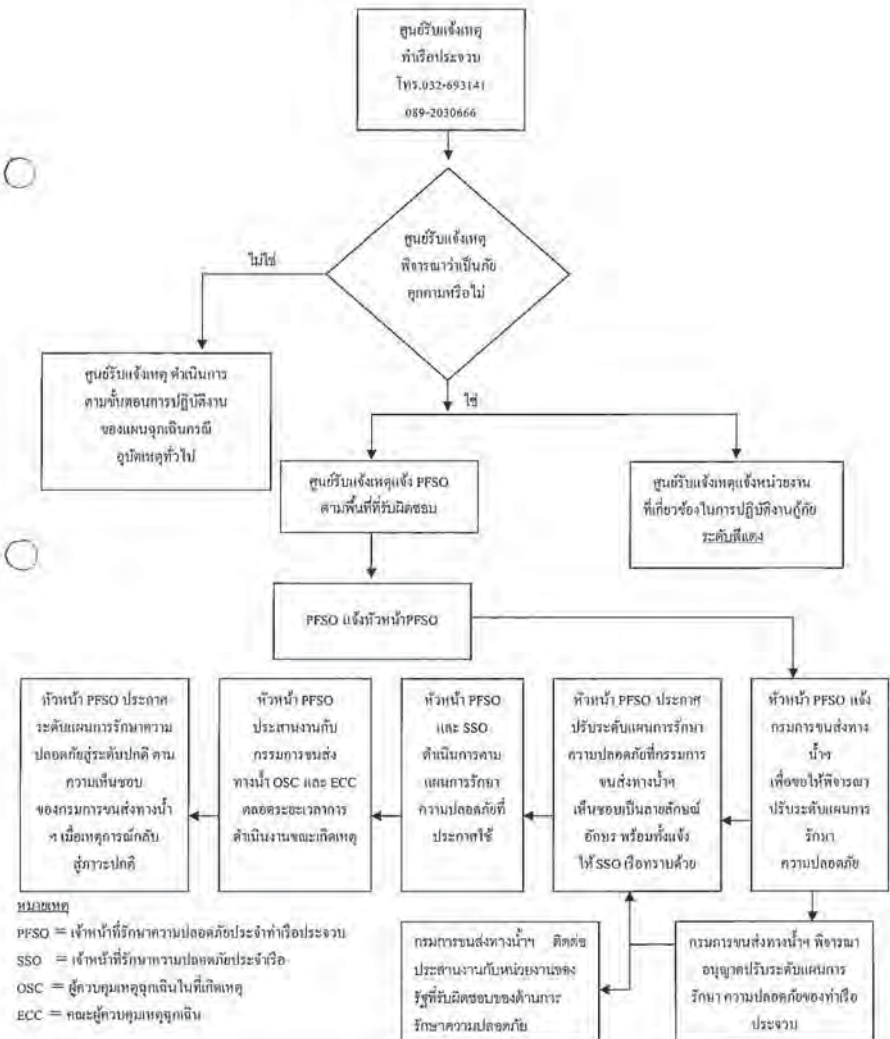 ศูนย์รับแจ้งเหตุ
ท่าเรือประจวบ
โทร.032-693141
089-2030666
ศูนย์รับแจ้งเหตุ
พิจารณาว่าเป็นภัย
คุกคามหรือไม่
ไม่ใช่
ใช่
ศูนย์รับแจ้งเหตุ ดำเนินการ
ตามขั้นตอนการปฏิบัติงาน
ของแผนฉุกเฉินกรณี
อุบัติเหตุทั่วไป
ศูนย์รับแจ้งเหตุแจ้ง PFSO
ตามพื้นที่ที่รับผิดชอบ
ศูนย์รับแจ้งเหตุแจ้งหน่วยงาน
ที่เกี่ยวข้องในการปฏิบัติงานกู้ภัย
ระดับสีแดง
PFSO แจ้งหัวหน้าPFSO
หัวหน้า PFSO ประกาศ
ระดับแผนการรักษาความ
ปลอดภัยสู่ระดับปกติ ตาม
ความเห็นชอบ
ของกรมการขนส่งทางน้ำ
ฯ เมื่อเหตุการณ์กลับ
สู่ภาวะปกติ
หัวหน้า PFSO
ประสานงานกับ
กรรมการขนส่ง
ทางน้ำ OSC และ ECC
ตลอดระยะเวลาการ
ดำเนินงานขณะเกิดเหตุ
หัวหน้า PFSO
และ SSO
ดำเนินการตาม
แผนการรักษา
ความปลอดภัยที่
ประกาศใช้
หัวหน้า PFSO ประกาศ
ปรับระดับแผนการรักษา
ความปลอดภัยที่กรรมการ
ขนส่งทางน้ำฯ
เห็นชอบเป็นลายลักษณ์
อักษร พร้อมทั้งแจ้ง
ให้ SSO เรือทราบด้วย
หัวหน้า PFSO แจ้ง
กรมการขนส่งทาง
น้ำฯ
เพื่อขอให้พิจารณา
ปรับระดับแผนการ
รักษา
ความปลอดภัย
หมายเหตุ
PFSO = เจ้าหน้าที่รักษาความปลอดภัยประจำท่าเรือประจวบ
SSO = เจ้าหน้าที่รักษาความปลอดภัยประจำเรือ
OSC = ผู้ควบคุมเหตุฉุกเฉินในที่เกิดเหตุ
ECC = คณะผู้ควบคุมเหตุฉุกเฉิน
กรมการขนส่งทางน้ำฯ ติดต่อ
ประสานงานกับหน่วยงานของ
รัฐที่รับผิดชอบของด้านการ
รักษาความปลอดภัย
กรมการขนส่งทางน้ำฯ พิจารณา
อนุญาตปรับระดับแผนการ
รักษา ความปลอดภัยของท่าเรือ
ประจวบ